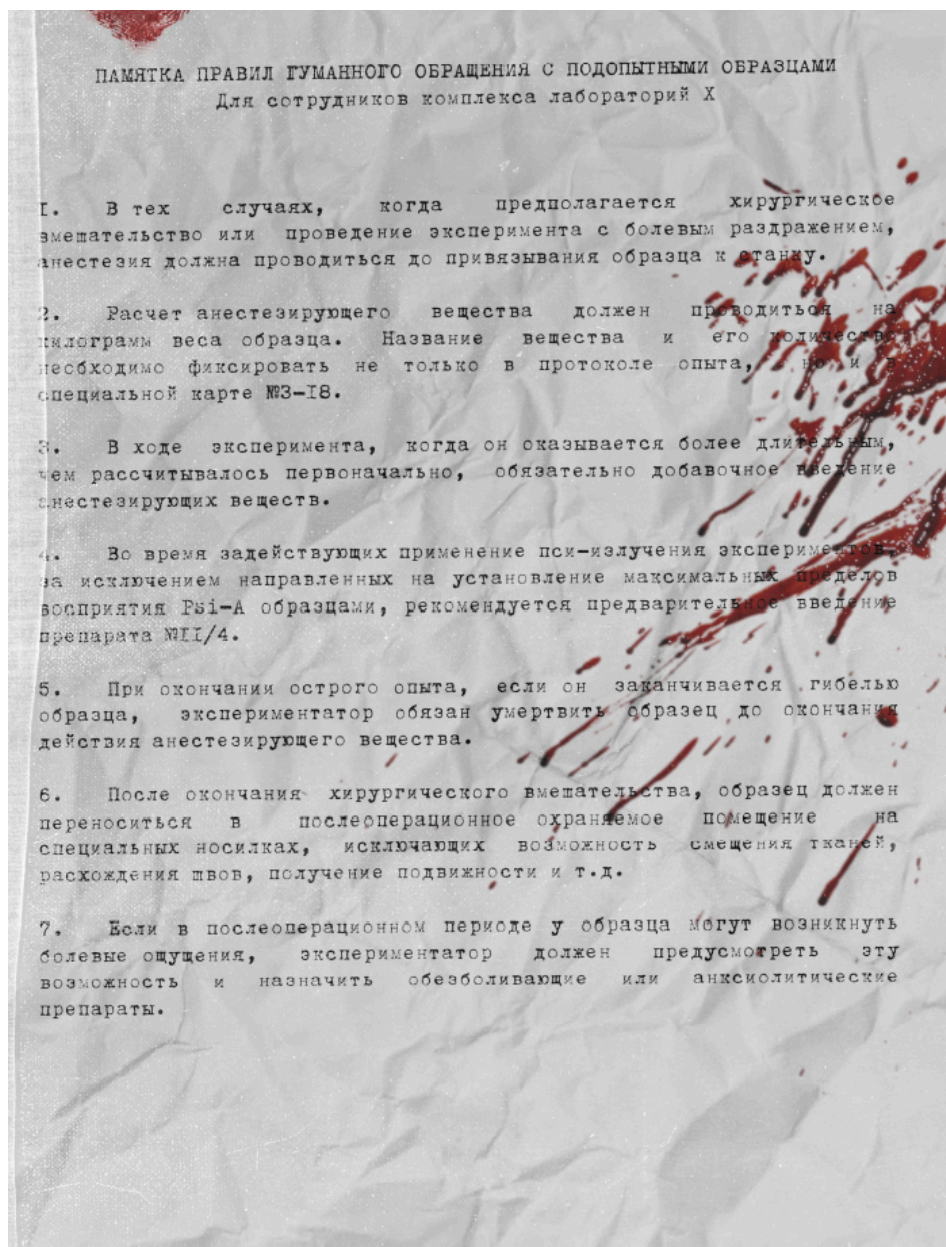 ПАМЯТКА ПРАВИЛ ГУМАННОГО ОБРАЩЕНИЯ С ПОДОПЫТНЫМИ ОБРАЗЦАМИ
Для сотрудников комплекса лабораторий X
I. В тех случаях, когда предполагается хирургическое
вмешательство или проведение эксперимента с болевым раздражением,
анестезия должна проводиться до привязывания образца к станку.
2. Расчет анестезирующего вещества должен проводиться на
килограмм веса образца. Название вещества и его количество
необходимо фиксировать не только в протоколе опыта, но и в
специальной карте №3-I8.
3. В ходе эксперимента, когда он оказывается более длительным,
чем рассчитывалось первоначально, обязательно добавочное введение
анестезирующих веществ.
4. Во время задействующих применение пси-излучения экспериментов,
за исключением направленных на установление максимальных пределов
восприятия Psi-A образцами, рекомендуется предварительное введение
препарата №II/4.
5. При окончании острого опыта, если он заканчивается гибелью
образца, экспериментатор обязан умертвить образец до окончания
действия анестезирующего вещества.
6. После окончания хирургического вмешательства, образец должен
переноситься в послеоперационное охраняемое помещение на
специальных носилках, исключающих возможность смещения тканей,
расхождения швов, получение подвижности и т.д.
7. Если в послеоперационном периоде у образца могут возникнуть
болевые ощущения, экспериментатор должен предусмотреть эту
возможность и назначить обезболивающие или анксиолитические
препараты.